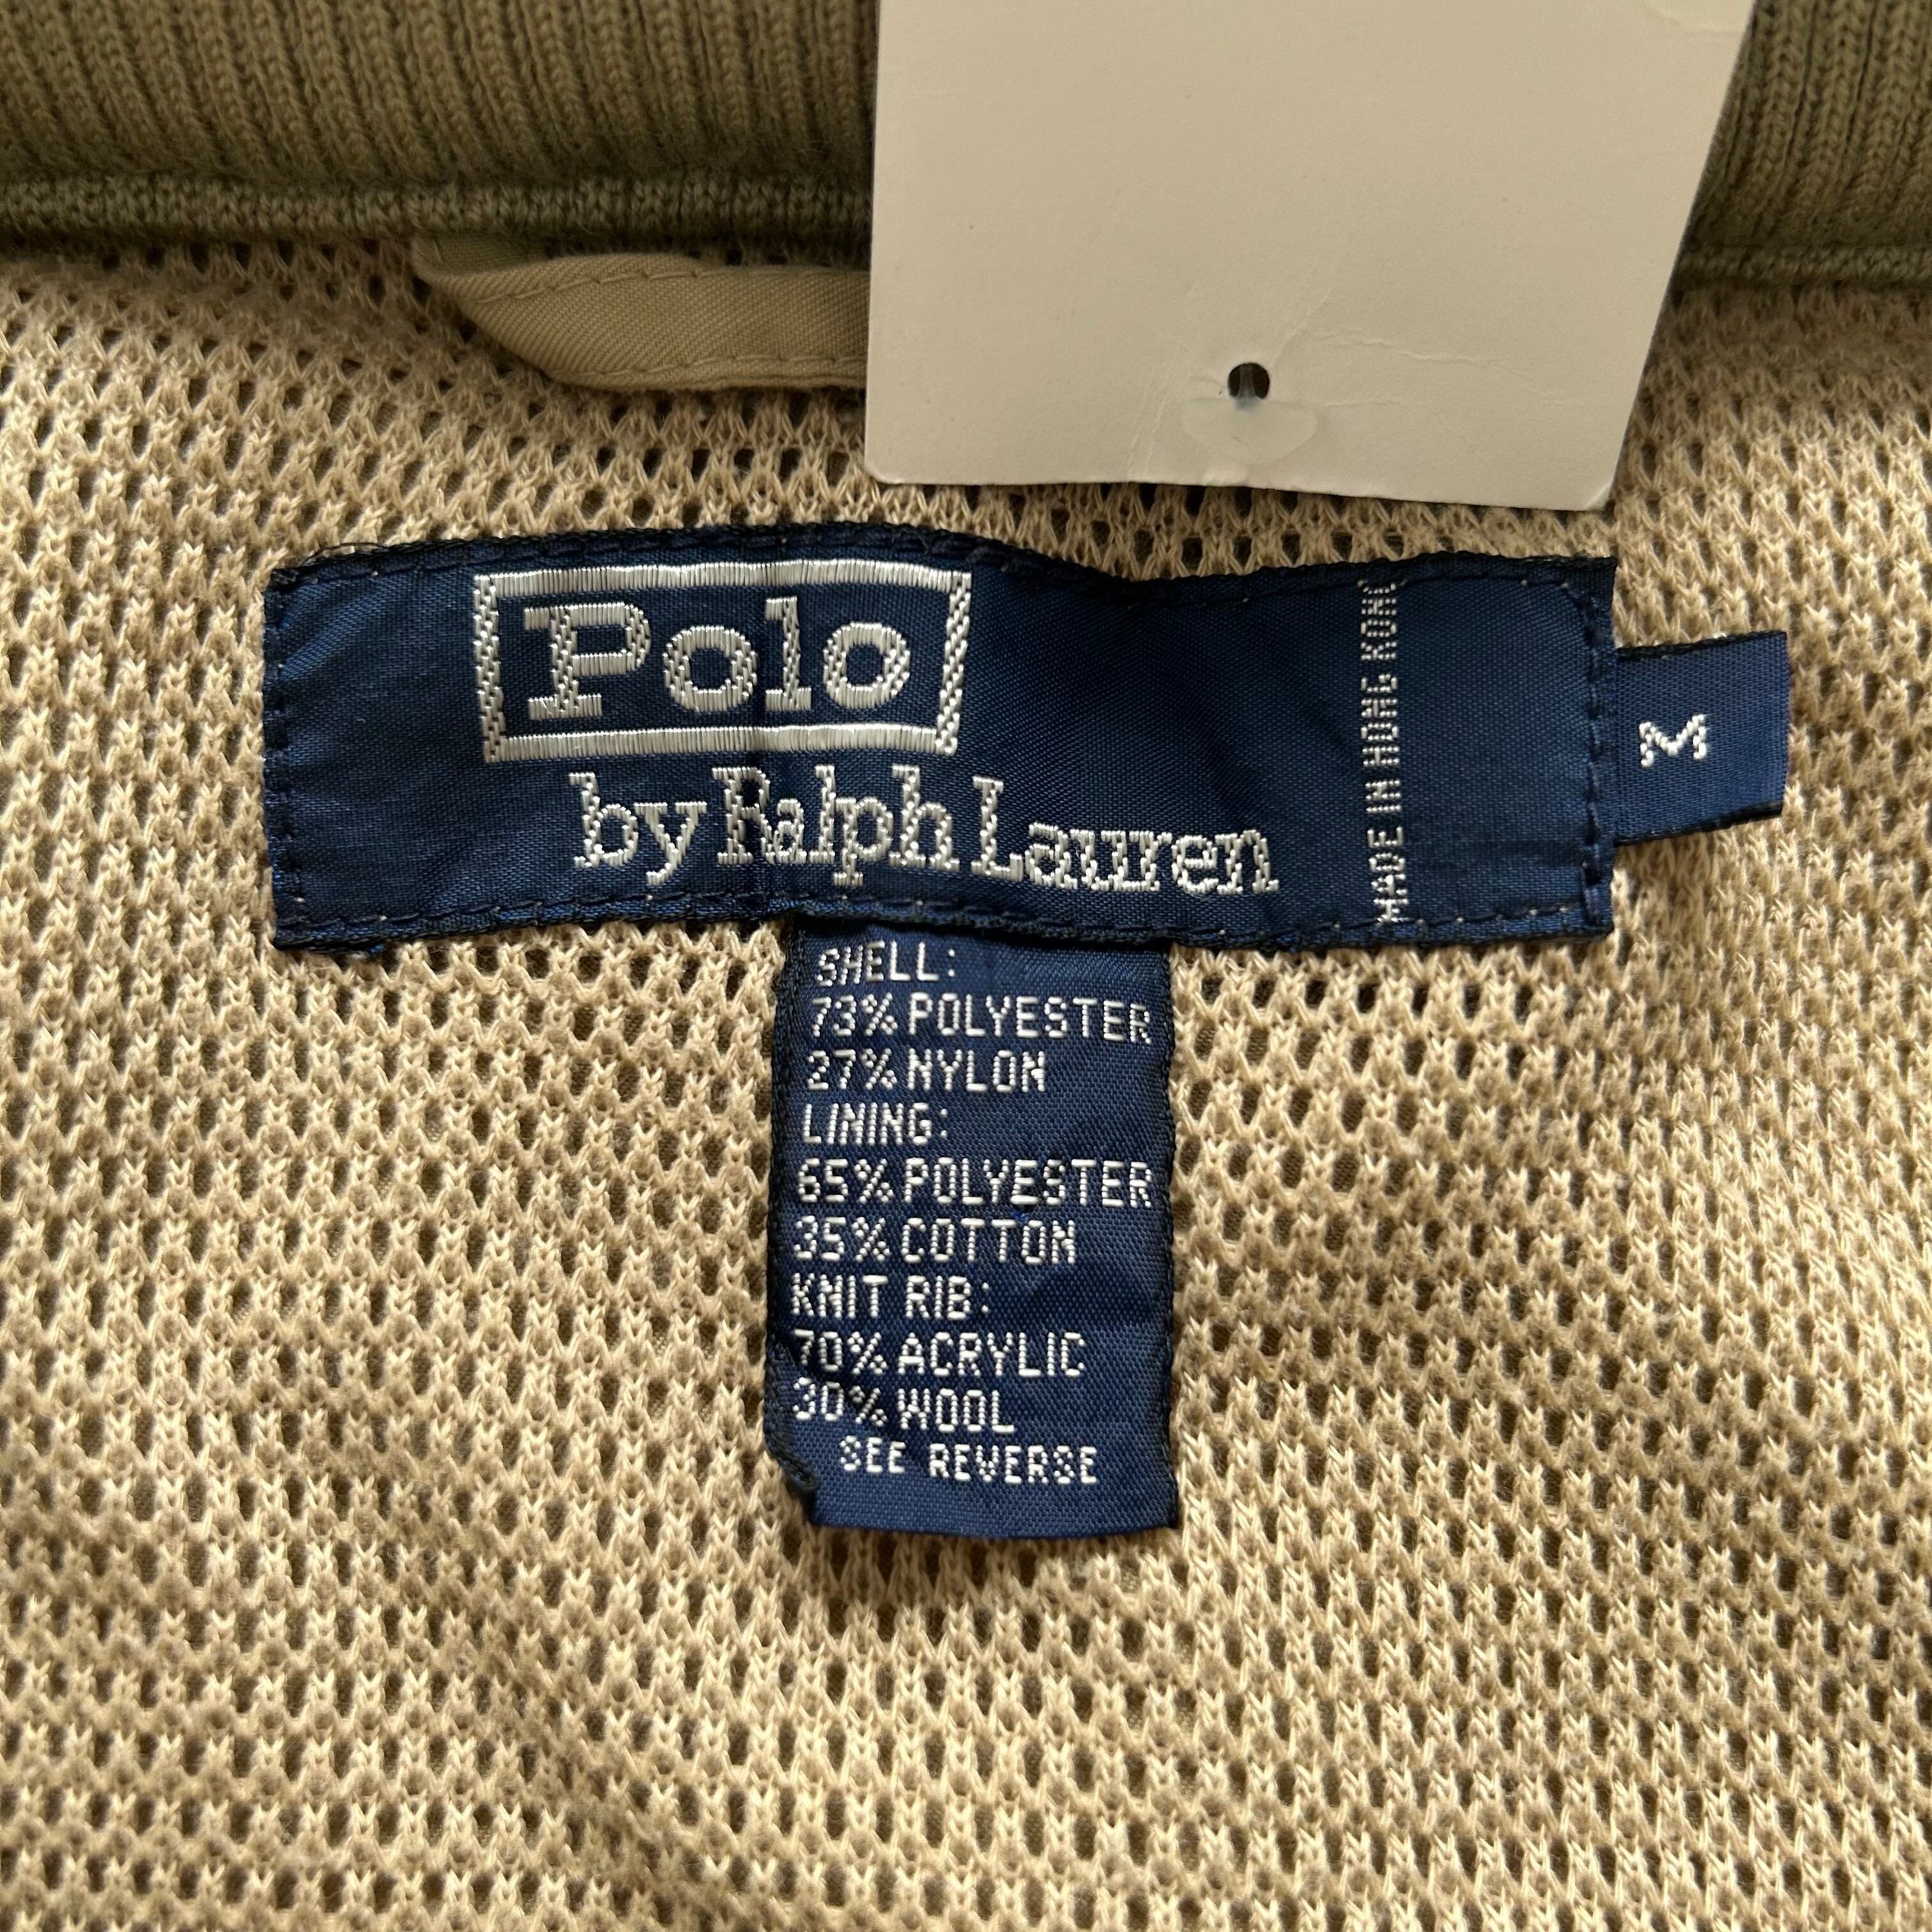 Polo
by Ralph Lauren
MADE IN HONG KONG
M
SHELL:
73% POLYESTER
27% NYLON
LINING:
65% POLYESTER
35% COTTON
KNIT RIB:
70% ACRYLIC
30% WOOL
SEE REVERSE